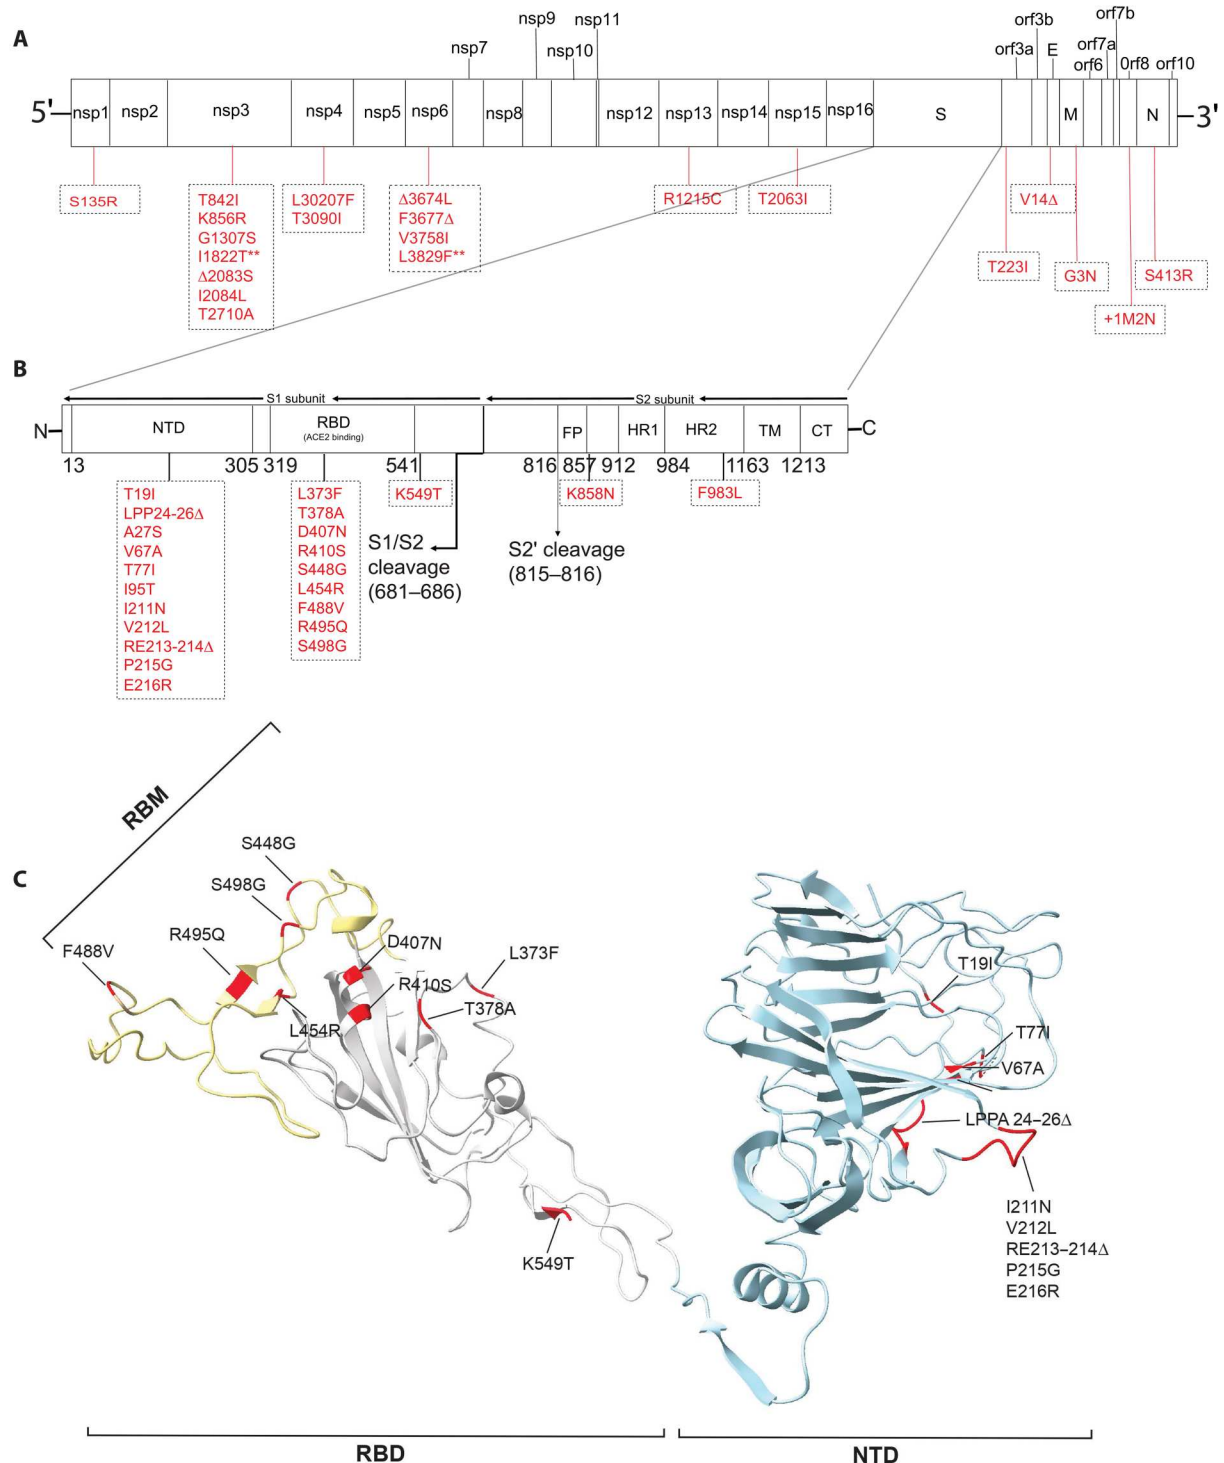 A
5'
nsp1
nsp2
nsp3
nsp4
nsp5
nsp6
nsp7
nsp8
nsp9
nsp10
nsp11
nsp12
nsp13
nsp14
nsp15
nsp16
S
orf3a
orf3b
E
M
orf6
orf7a
orf7b
0rf8
N
orf10
3'
S135R
T842I
K856R
G1307S
I1822T**
Δ2083S
I2084L
T2710A
L30207F
T3090I
Δ3674L
F3677Δ
V3758I
L3829F**
R1215C
T2063I
T223I
V14Δ
G3N
+1M2N
S413R
B
S1 subunit
S2 subunit
N
NTD
RBD
(ACE2 binding)
FP
HR1
HR2
TM
CT
C
13
305
319
541
816
857
912
984
1163
1213
T19I
LPP24-26Δ
A27S
V67A
T77I
I95T
I211N
V212L
RE213-214Δ
P215G
E216R
L373F
T378A
D407N
R410S
S448G
L454R
F488V
R495Q
S498G
K549T
S1/S2
cleavage
(681–686)
S2' cleavage
(815–816)
K858N
F983L
C
RBM
S448G
S498G
R495Q
F488V
D407N
R410S
L454R
L373F
T378A
K549T
T19I
T77I
V67A
LPPA 24–26Δ
I211N
V212L
RE213–214Δ
P215G
E216R
RBD
NTD